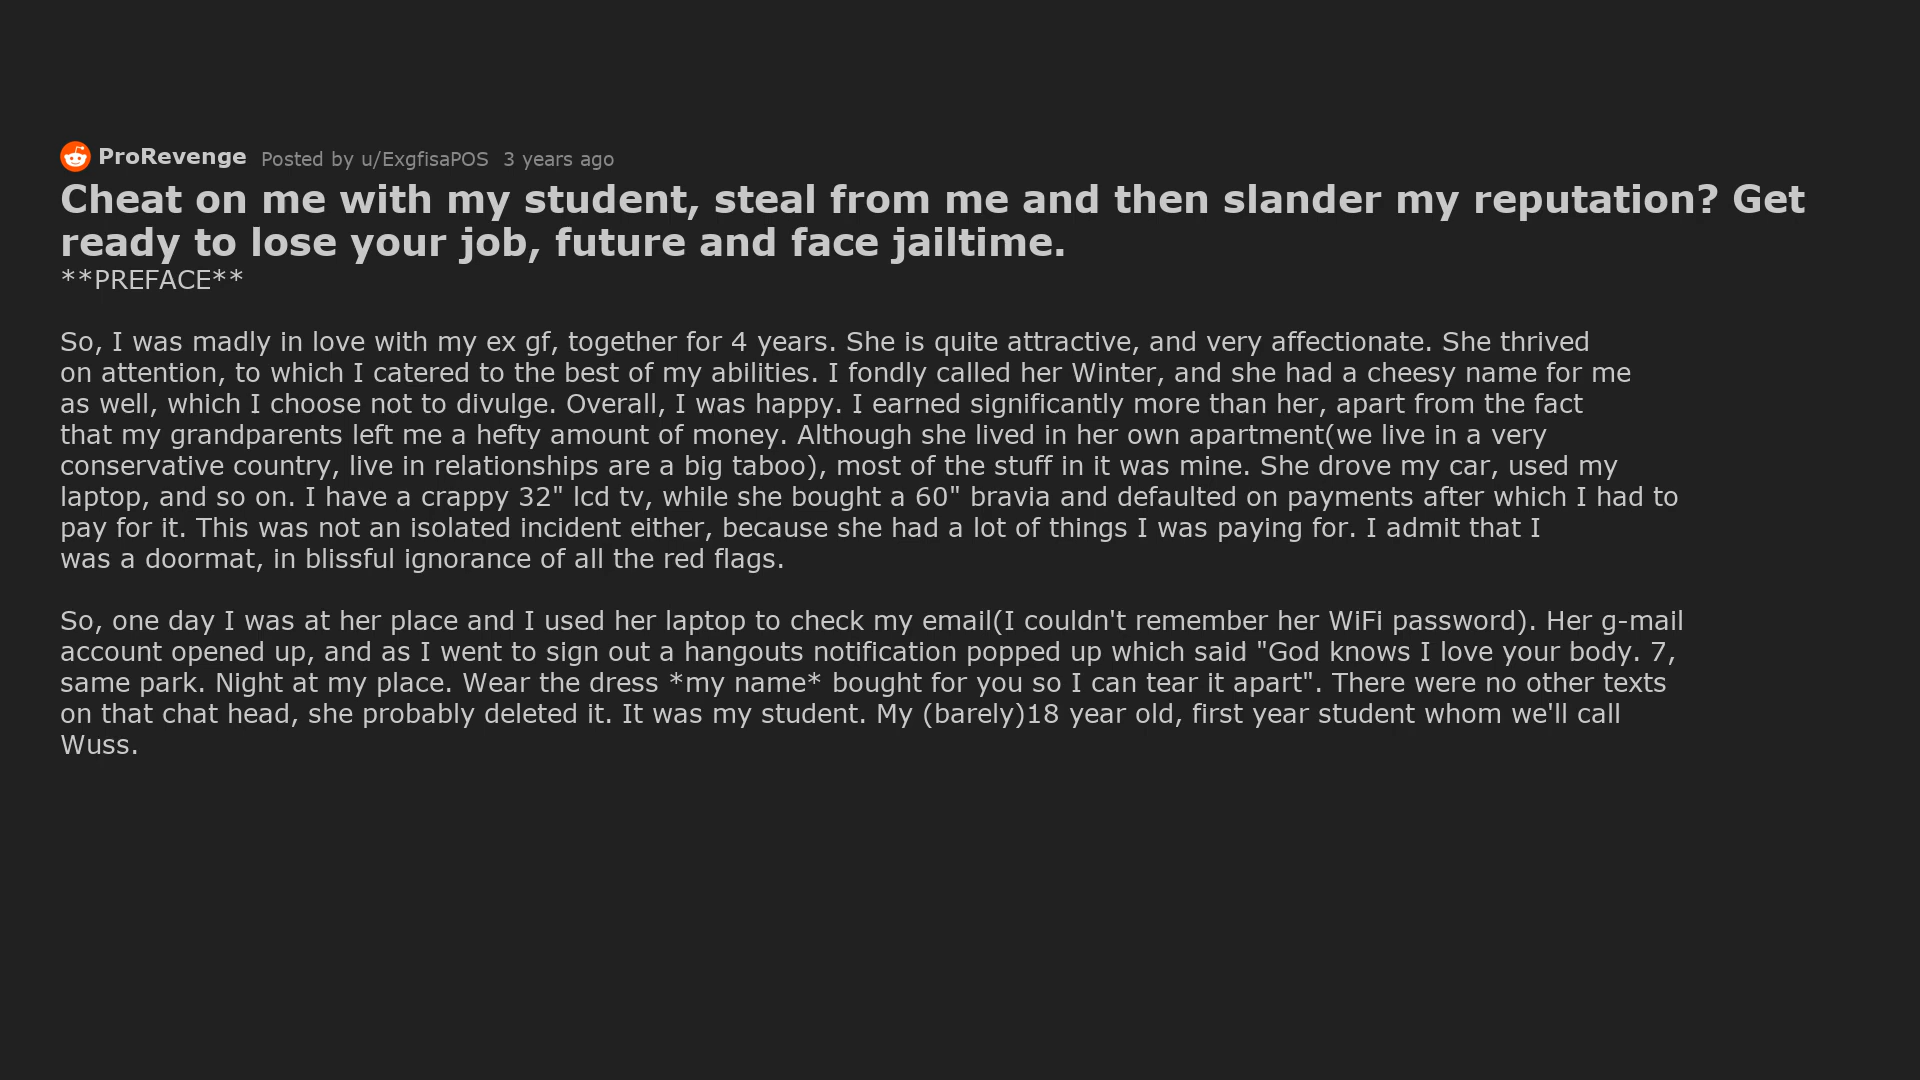 ProRevenge Posted by u/ExgfisaPOS 3 years ago
Cheat on me with my student, steal from me and then slander my reputation? Get
ready to lose your job, future and face jailtime.
**PREFACE**
So, I was madly in love with my ex gf, together for 4 years. She is quite attractive, and very affectionate. She thrived
on attention, to which I catered to the best of my abilities. I fondly called her Winter, and she had a cheesy name for me
as well, which I choose not to divulge. Overall, I was happy. I earned significantly more than her, apart from the fact
that my grandparents left me a hefty amount of money. Although she lived in her own apartment(we live in a very
conservative country, live in relationships are a big taboo), most of the stuff in it was mine. She drove my car, used my
laptop, and so on. I have a crappy 32" lcd tv, while she bought a 60" bravia and defaulted on payments after which I had to
pay for it. This was not an isolated incident either, because she had a lot of things I was paying for. I admit that I
was a doormat, in blissful ignorance of all the red flags.
So, one day I was at her place and I used her laptop to check my email(I couldn't remember her WiFi password). Her g-mail
account opened up, and as I went to sign out a hangouts notification popped up which said "God knows I love your body. 7,
same park. Night at my place. Wear the dress *my name* bought for you so I can tear it apart". There were no other texts
on that chat head, she probably deleted it. It was my student. My (barely)18 year old, first year student whom we'll call
Wuss.